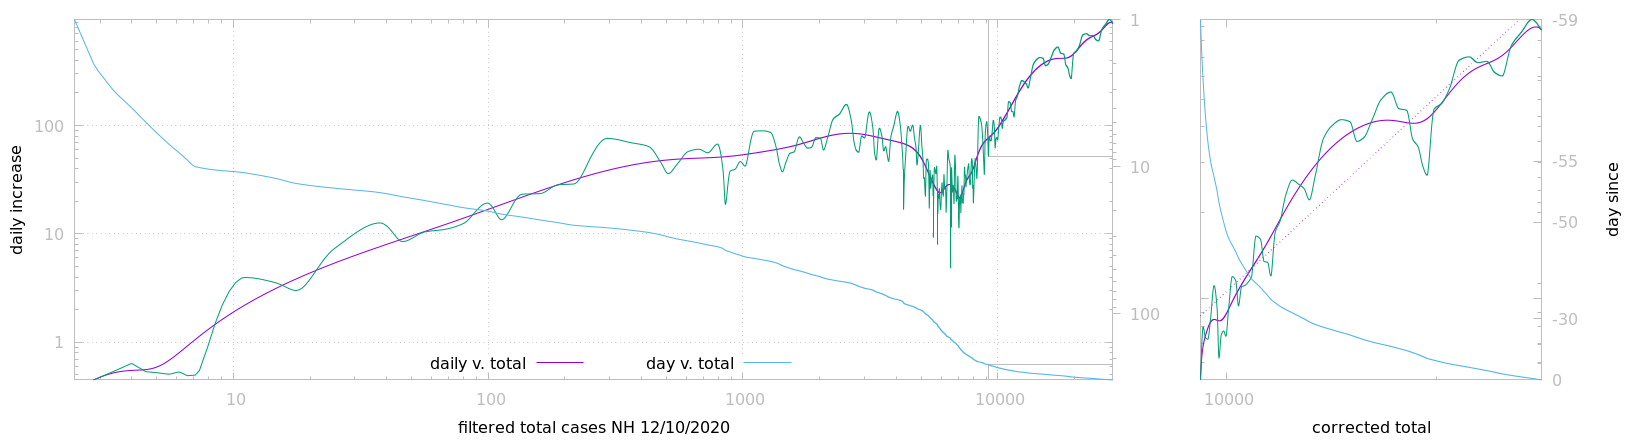 daily increase
100
10
1
daily v. total
day v. total
10
100
1000
10000
filtered total cases NH 12/10/2020
1
10
100
10000
corrected total
-59
-55
-50
-30
0
day since